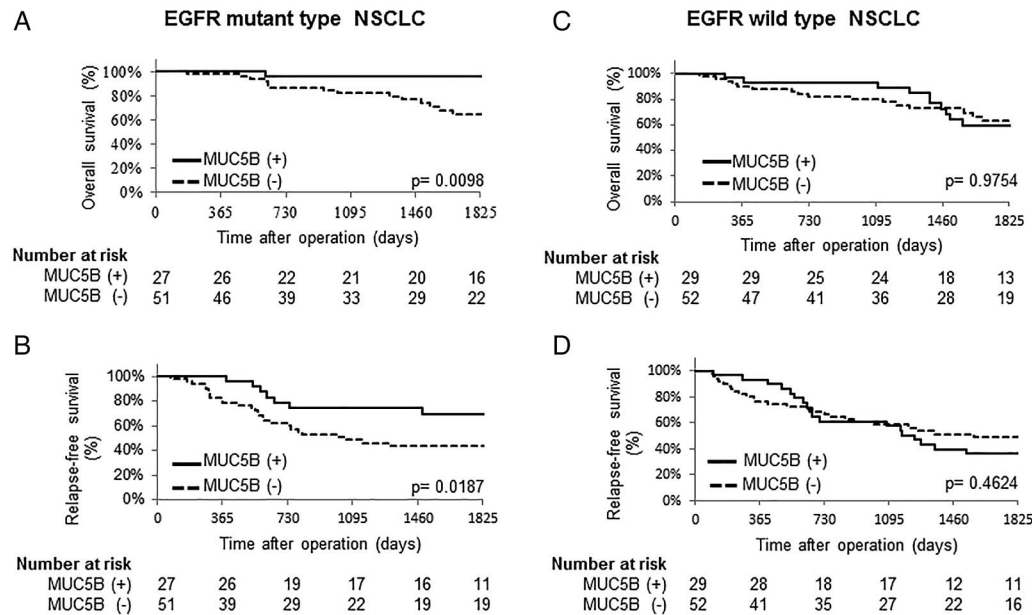 A
EGFR mutant type NSCLC
Overall survival (%)
100%
80%
60%
40%
20%
0%
MUC5B (+)
MUC5B (-)
p= 0.0098
0 365 730 1095 1460 1825
Time after operation (days)
Number at risk
MUC5B (+) 27 26 22 21 20 16
MUC5B (-) 51 46 39 33 29 22
B
Relapse-free survival
(%)
100%
80%
60%
40%
20%
0%
MUC5B (+)
MUC5B (-)
p= 0.0187
0 365 730 1095 1460 1825
Time after operation (days)
Number at risk
MUC5B (+) 27 26 19 17 16 11
MUC5B (-) 51 39 29 22 19 19
C
EGFR wild type NSCLC
Overall survival (%)
100%
80%
60%
40%
20%
0%
MUC5B (+)
MUC5B (-)
p= 0.9754
0 365 730 1095 1460 1825
Time after operation (days)
Number at risk
MUC5B (+) 29 29 25 24 18 13
MUC5B (-) 52 47 41 36 28 19
D
Relapse-free survival
(%)
100%
80%
60%
40%
20%
0%
MUC5B (+)
MUC5B (-)
p= 0.4624
0 365 730 1095 1460 1825
Time after operation (days)
Number at risk
MUC5B (+) 29 28 18 17 12 11
MUC5B (-) 52 41 35 27 22 16